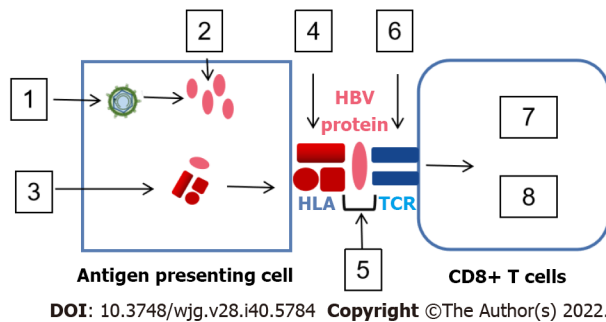 2
4
6
1
HBV
protein
7
3
8
HLA
TCR
5
Antigen presenting cell
CD8+ T cells
DOI: 10.3748/wjg.v28.i40.5784 Copyright ©The Author(s) 2022.